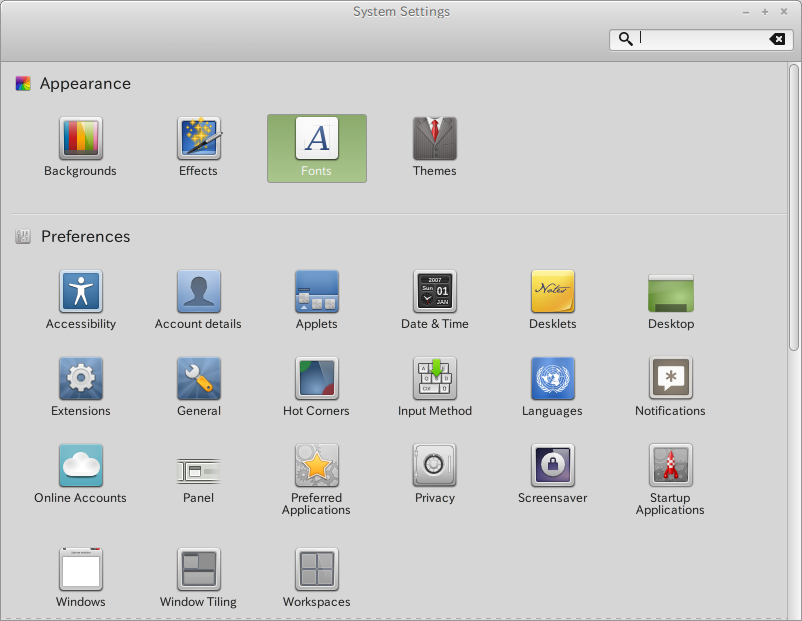 System Settings
Appearance
Backgrounds
Effects
Fonts
Themes
Preferences
Accessibility
Account details
Applets
Date & Time
Desklets
Desktop
Extensions
General
Hot Corners
Input Method
Languages
Notifications
Online Accounts
Panel
Preferred
Applications
Privacy
Screensaver
Startup
Applications
Windows
Window Tiling
Workspaces
A
2007
Sun 01
JAN
Notes